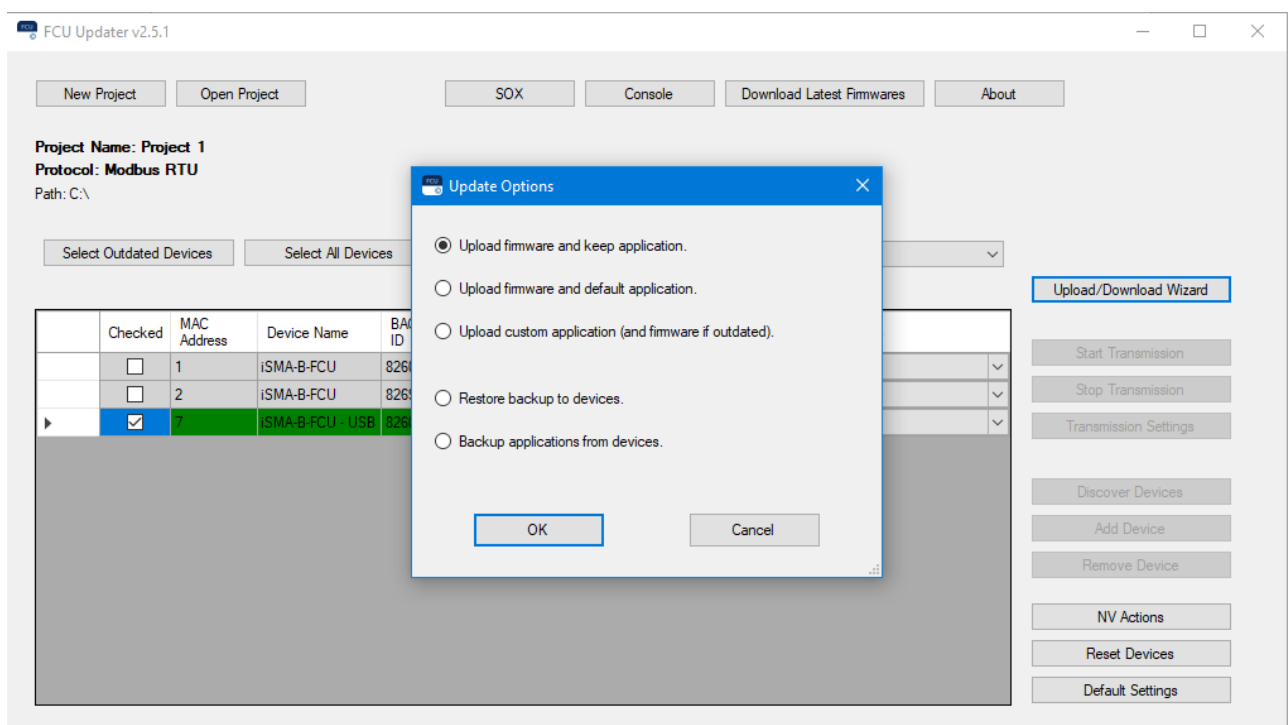 FCU Updater v2.5.1
New Project Open Project SOX Console Download Latest Firmwares About
Project Name: Project 1
Protocol: Modbus RTU
Path: C:\
Update Options
Upload firmware and keep application.
Upload firmware and default application.
Upload custom application (and firmware if outdated).
Restore backup to devices.
Backup applications from devices.
OK Cancel
Select Outdated Devices Select All Devices
Checked MAC Address Device Name ID
1 iSMA-B-FCU
2 iSMA-B-FCU
7 iSMA-B-FCU - USB
Upload/Download Wizard
Start Transmission
Stop Transmission
Transmission Settings
Discover Devices
Add Device
Remove Device
NV Actions
Reset Devices
Default Settings